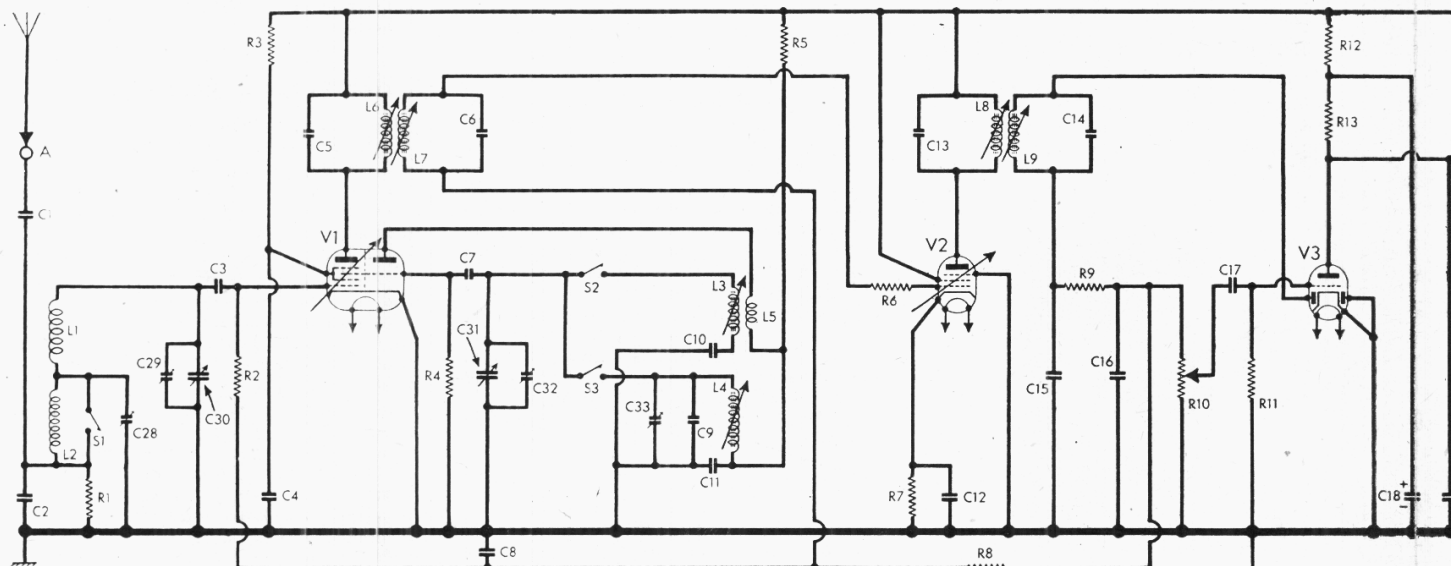 R3
R5
R12
L6
C6
L8
C14
C5
L7
C13
L9
R13
A
V1
V2
V3
C3
C7
S2
L3
R6
R9
C17
L5
L1
C31
C10
C29
R2
C30
R4
C32
S3
L4
C15
C16
R10
R11
C33
C9
S1
C28
L2
R1
C4
C11
R7
C12
C18
+
–
C2
C8
R8